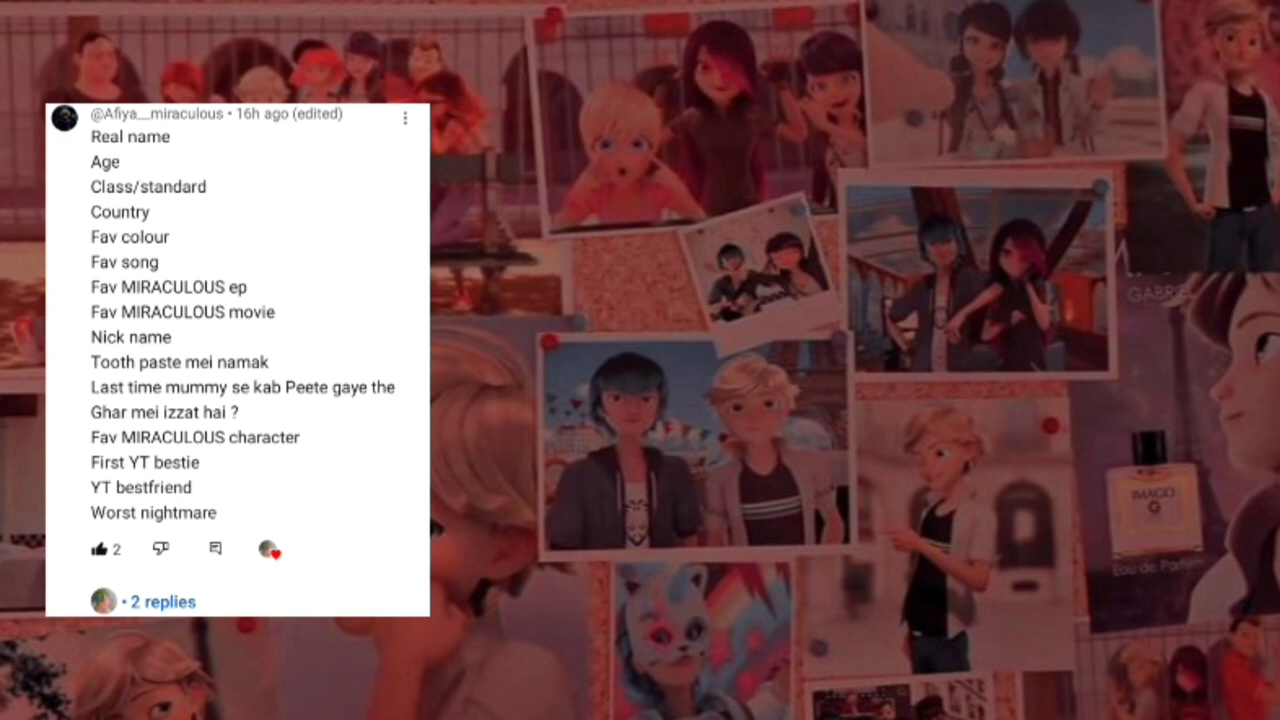 @Afiya__miraculous • 16h ago (edited)
Real name
Age
Class/standard
Country
Fav colour
Fav song
Fav MIRACULOUS ep
Fav MIRACULOUS movie
Nick name
Tooth paste mei namak
Last time mummy se kab Peete gaye the
Ghar mei izzat hai ?
Fav MIRACULOUS character
First YT bestie
YT bestfriend
Worst nightmare
2
• 2 replies
GABRIEL
IMAGO
G
Eau de Parfum